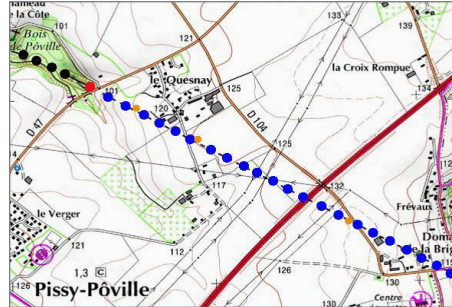 Hameau
de la Côte
Bois
de Pôville
101
121
133
139
la Croix Rompue
le Quesnay
125
134
101
120
D 47
D 104
125
117
132
le Verger
Frévaux
121
112
126
Doma
de la Brig
1,3 C
126
130
Pissy-Pôville
Centre